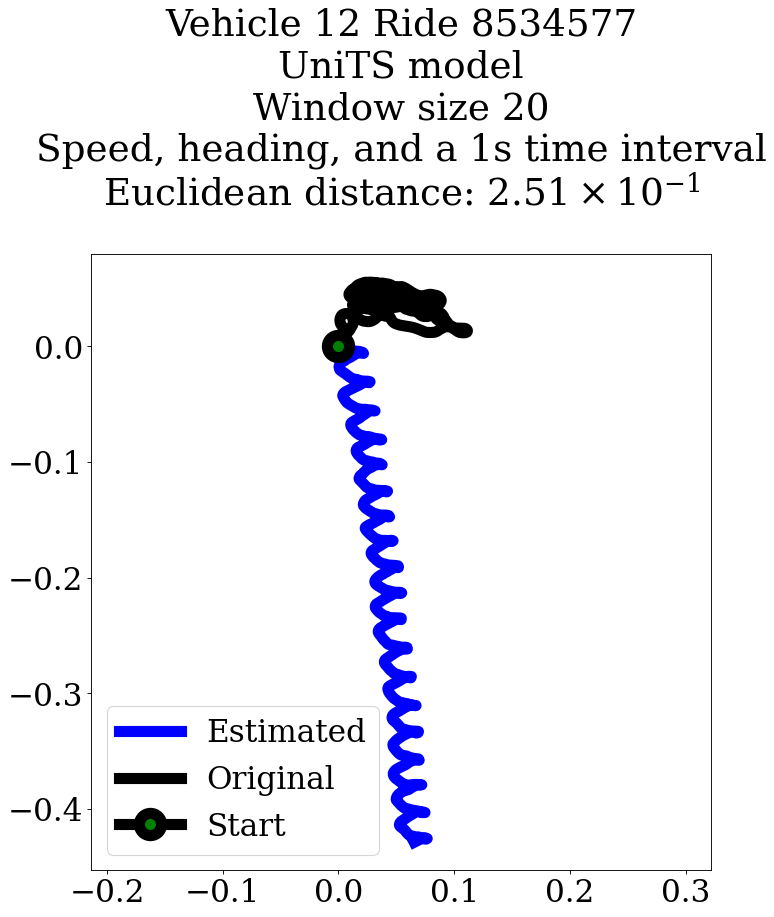 Vehicle 12 Ride 8534577
UniTS model
Window size 20
Speed, heading, and a 1s time interval
Euclidean distance: 2.51 × 10⁻¹
0.0
−0.1
−0.2
−0.3
−0.4
Estimated
Original
Start
−0.2 −0.1 0.0 0.1 0.2 0.3